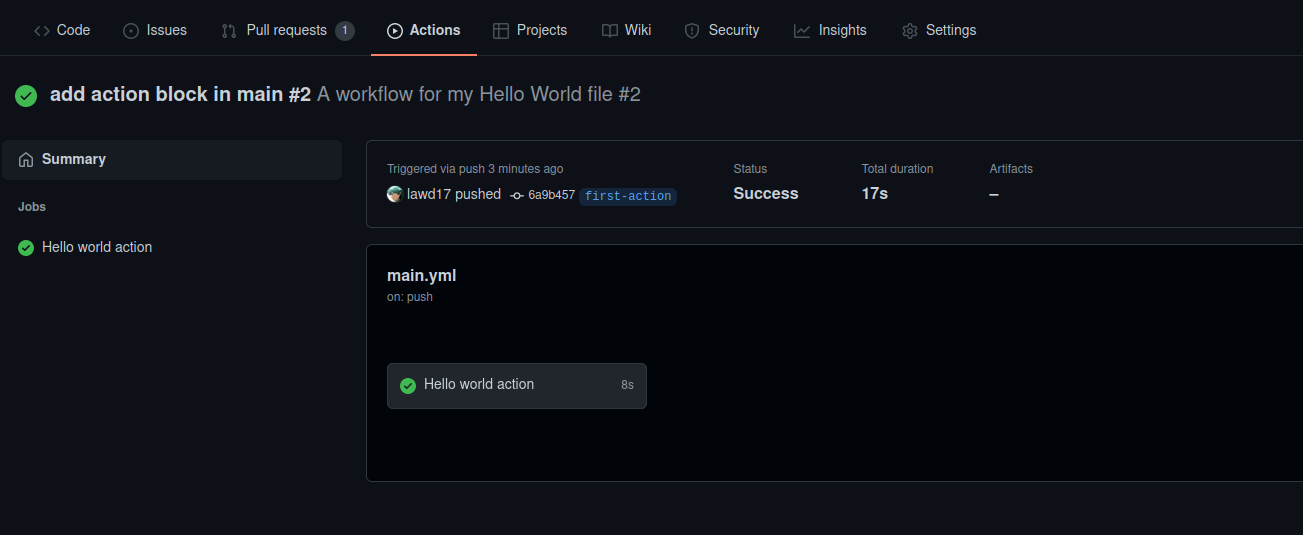 Code Issues Pull requests 1 Actions Projects Wiki Security Insights Settings
add action block in main #2 A workflow for my Hello World file #2
Summary
Jobs
Hello world action
Triggered via push 3 minutes ago
lawd17 pushed 6a9b457 first-action
Status
Success
Total duration
17s
Artifacts
–
main.yml
on: push
Hello world action 8s